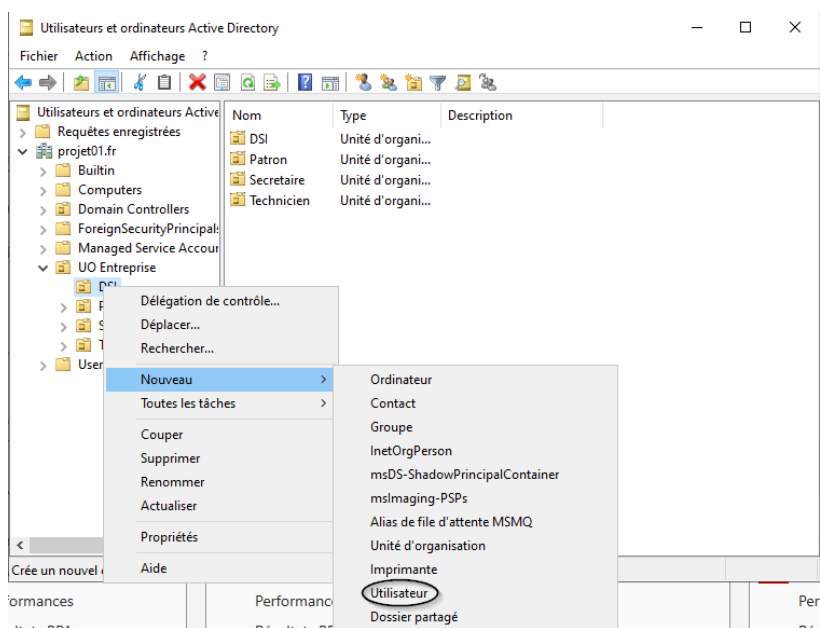 Utilisateurs et ordinateurs Active Directory
Fichier Action Affichage ?
Utilisateurs et ordinateurs Active
Requêtes enregistrées
projet01.fr
Builtin
Computers
Domain Controllers
ForeignSecurityPrincipals
Managed Service Accour
UO Entreprise
DSI
P
S
T
User
Nom Type Description
DSI Unité d'organi...
Patron Unité d'organi...
Secretaire Unité d'organi...
Technicien Unité d'organi...
Délégation de contrôle...
Déplacer...
Rechercher...
Nouveau
Toutes les tâches
Couper
Supprimer
Renommer
Actualiser
Propriétés
Aide
Ordinateur
Contact
Groupe
InetOrgPerson
msDS-ShadowPrincipalContainer
msImaging-PSPs
Alias de file d'attente MSMQ
Unité d'organisation
Imprimante
Utilisateur
Dossier partagé
Crée un nouvel
formances Performanc Per